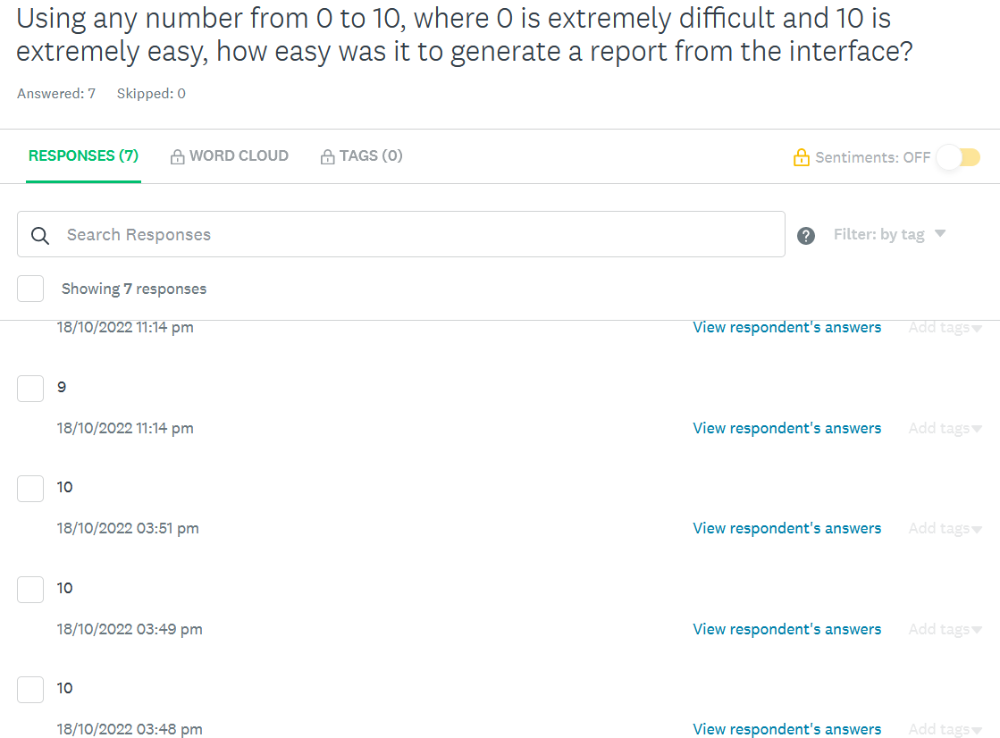 Using any number from 0 to 10, where 0 is extremely difficult and 10 is
extremely easy, how easy was it to generate a report from the interface?
Answered: 7 Skipped: 0
RESPONSES (7) WORD CLOUD TAGS (0) Sentiments: OFF
Search Responses ? Filter: by tag
Showing 7 responses
18/10/2022 11:14 pm View respondent's answers Add tags
9
18/10/2022 11:14 pm View respondent's answers Add tags
10
18/10/2022 03:51 pm View respondent's answers Add tags
10
18/10/2022 03:49 pm View respondent's answers Add tags
10
18/10/2022 03:48 pm View respondent's answers Add tags